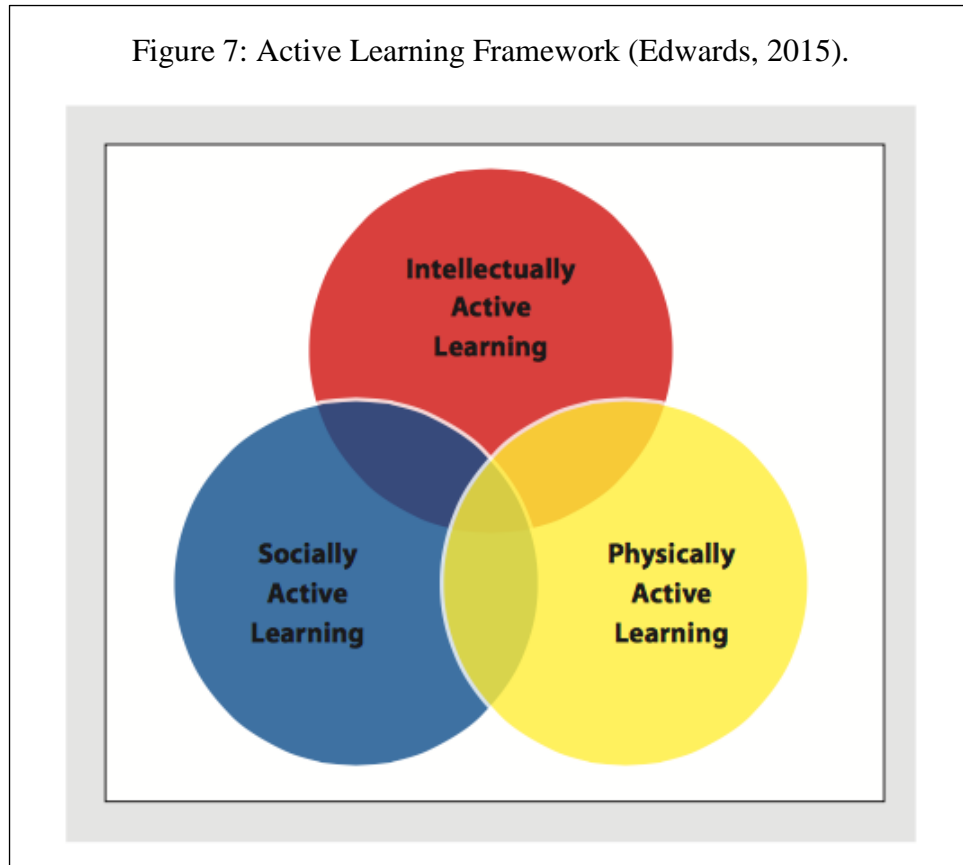 Figure 7: Active Learning Framework (Edwards, 2015).
Intellectually
Active
Learning
Socially
Active
Learning
Physically
Active
Learning